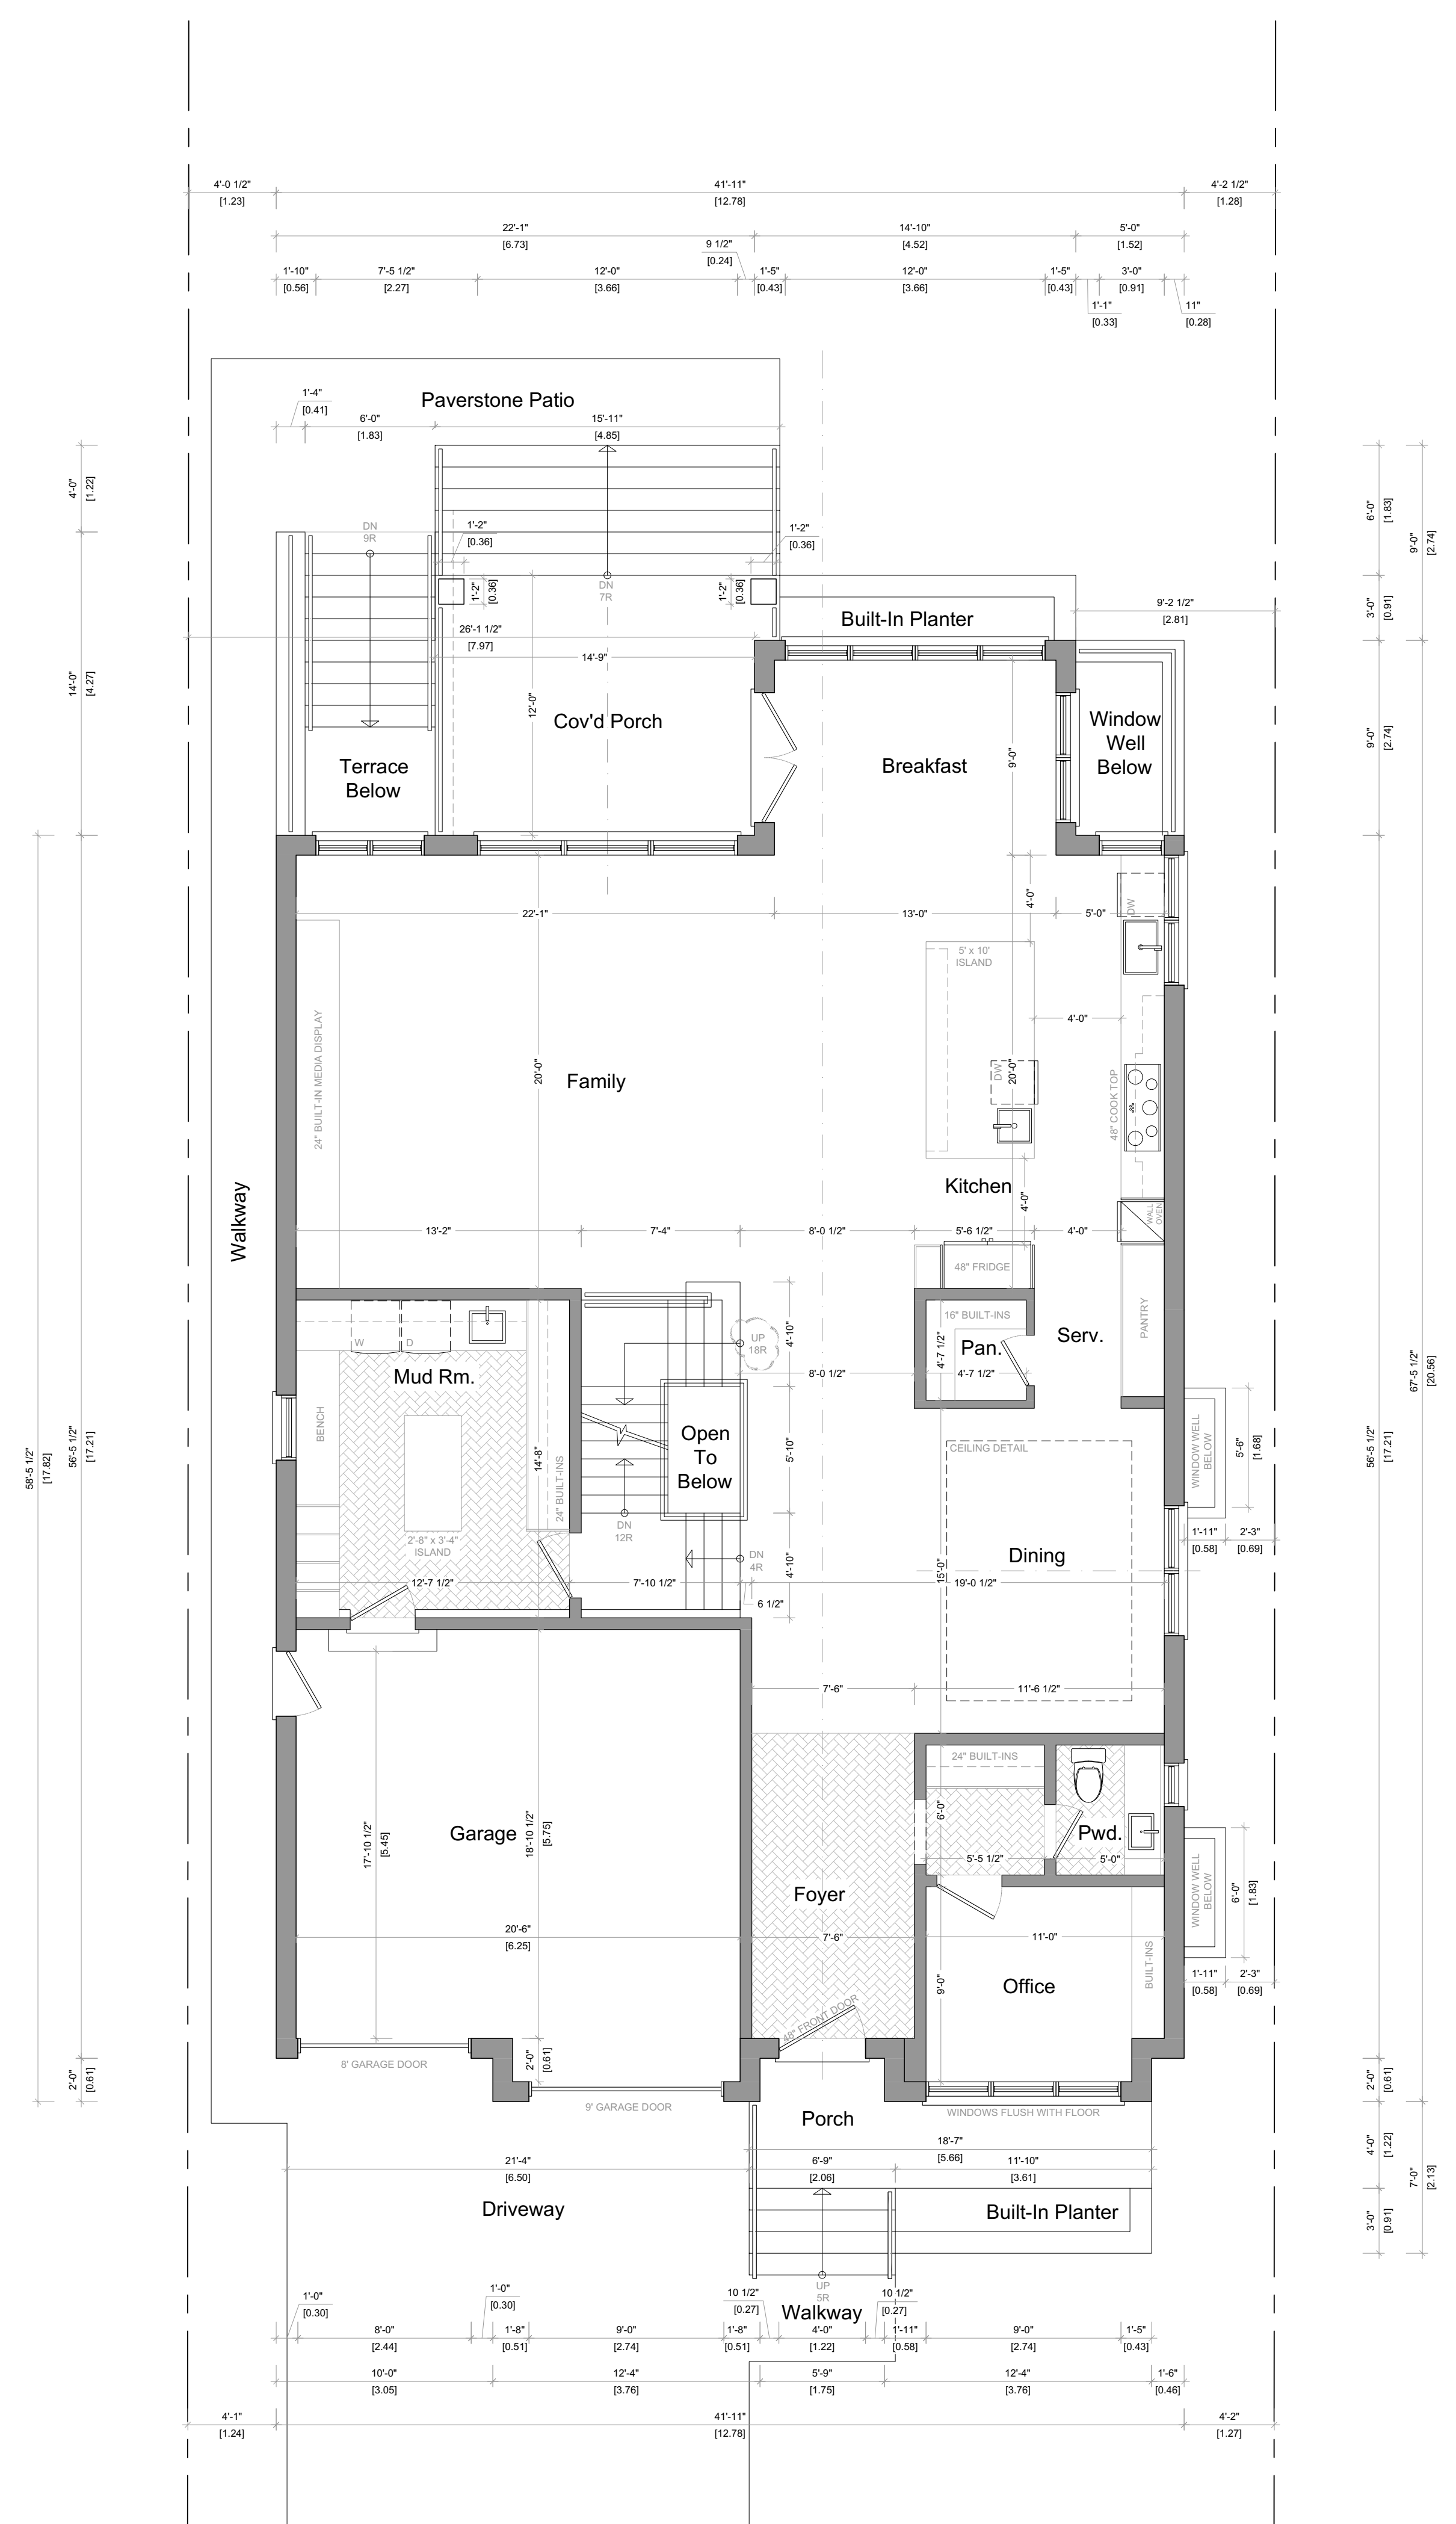 4'-0 1/2"
[1.23]
41'-11"
[12.78]
4'-2 1/2"
[1.28]
22'-1"
[6.73]
9 1/2"
[0.24]
14'-10"
[4.52]
5'-0"
[1.52]
1'-10"
[0.56]
7'-5 1/2"
[2.27]
12'-0"
[3.66]
1'-5"
[0.43]
12'-0"
[3.66]
1'-5"
[0.43]
3'-0"
[0.91]
1'-1"
[0.33]
11"
[0.28]
1'-4"
[0.41]
Paverstone Patio
6'-0"
[1.83]
15'-11"
[4.85]
4'-0"
[1.22]
6'-0"
[1.83]
9'-0"
[2.74]
DN
9R
1'-2"
[0.36]
1'-2"
[0.36]
DN
7R
1'-2"
[0.36]
1'-2"
[0.36]
3'-0"
[0.91]
Built-In Planter
9'-2 1/2"
[2.81]
26'-1 1/2"
[7.97]
14'-9"
14'-0"
[4.27]
12'-0"
Cov'd Porch
Terrace
Below
Breakfast
9'-0"
Window
Well
Below
9'-0"
[2.74]
22'-1"
13'-0"
5'-0"
4'-0"
DW
5' x 10'
ISLAND
4'-0"
24" BUILT-IN MEDIA DISPLAY
20'-0"
Family
DW
20'-0"
48" COOK TOP
Kitchen
4'-0"
WALL
OVEN
Walkway
13'-2"
7'-4"
8'-0 1/2"
5'-6 1/2"
4'-0"
48" FRIDGE
W
D
Mud Rm.
UP
18R
4'-10"
16" BUILT-INS
Pan.
4'-7 1/2"
4'-7 1/2"
8'-0 1/2"
Serv.
PANTRY
67'-5 1/2"
[20.56]
58'-5 1/2"
[17.82]
56'-5 1/2"
[17.21]
BENCH
14'-8"
24" BUILT-INS
Open
To
Below
5'-10"
CEILING DETAIL
WINDOW WELL
BELOW
5'-6"
[1.68]
56'-5 1/2"
[17.21]
DN
12R
2'-8" x 3'-4"
ISLAND
DN
4R
4'-10"
Dining
1'-11"
[0.58]
2'-3"
[0.69]
12'-7 1/2"
7'-10 1/2"
6 1/2"
15'-0"
19'-0 1/2"
7'-6"
11'-6 1/2"
24" BUILT-INS
6'-0"
Pwd.
5'-5 1/2"
5'-0"
Garage
17'-10 1/2"
[5.45]
18'-10 1/2"
[5.75]
Foyer
WINDOW WELL
BELOW
6'-0"
[1.83]
20'-6"
[6.25]
7'-6"
11'-0"
BUILT-INS
9'-0"
Office
1'-11"
[0.58]
2'-3"
[0.69]
48" FRONT DOOR
8' GARAGE DOOR
2'-0"
[0.61]
2'-0"
[0.61]
2'-0"
[0.61]
9' GARAGE DOOR
Porch
WINDOWS FLUSH WITH FLOOR
18'-7"
[5.66]
21'-4"
[6.50]
6'-9"
[2.06]
11'-10"
[3.61]
4'-0"
[1.22]
7'-0"
[2.13]
Driveway
Built-In Planter
3'-0"
[0.91]
UP
5R
Walkway
1'-0"
[0.30]
1'-0"
[0.30]
10 1/2"
[0.27]
10 1/2"
[0.27]
8'-0"
[2.44]
1'-8"
[0.51]
9'-0"
[2.74]
1'-8"
[0.51]
4'-0"
[1.22]
1'-11"
[0.58]
9'-0"
[2.74]
1'-5"
[0.43]
10'-0"
[3.05]
12'-4"
[3.76]
5'-9"
[1.75]
12'-4"
[3.76]
1'-6"
[0.46]
4'-1"
[1.24]
41'-11"
[12.78]
4'-2"
[1.27]